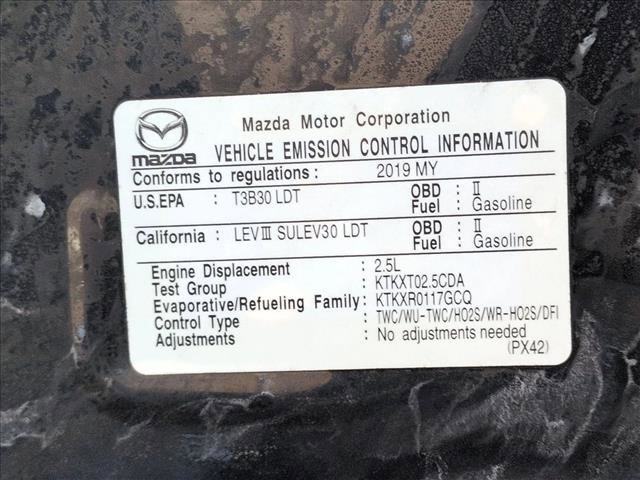 Mazda Motor Corporation
mazda VEHICLE EMISSION CONTROL INFORMATION
Conforms to regulations : 2019 MY
U.S.EPA : T3B30 LDT OBD : II
Fuel : Gasoline
California : LEVIII SULEV30 LDT OBD : II
Fuel : Gasoline
Engine Displacement : 2.5L
Test Group : KTKXT02.5CDA
Evaporative/Refueling Family : KTKXR0117GCQ
Control Type : TWC/WU-TWC/HO2S/WR-HO2S/DFI
Adjustments : No adjustments needed
(PX42)